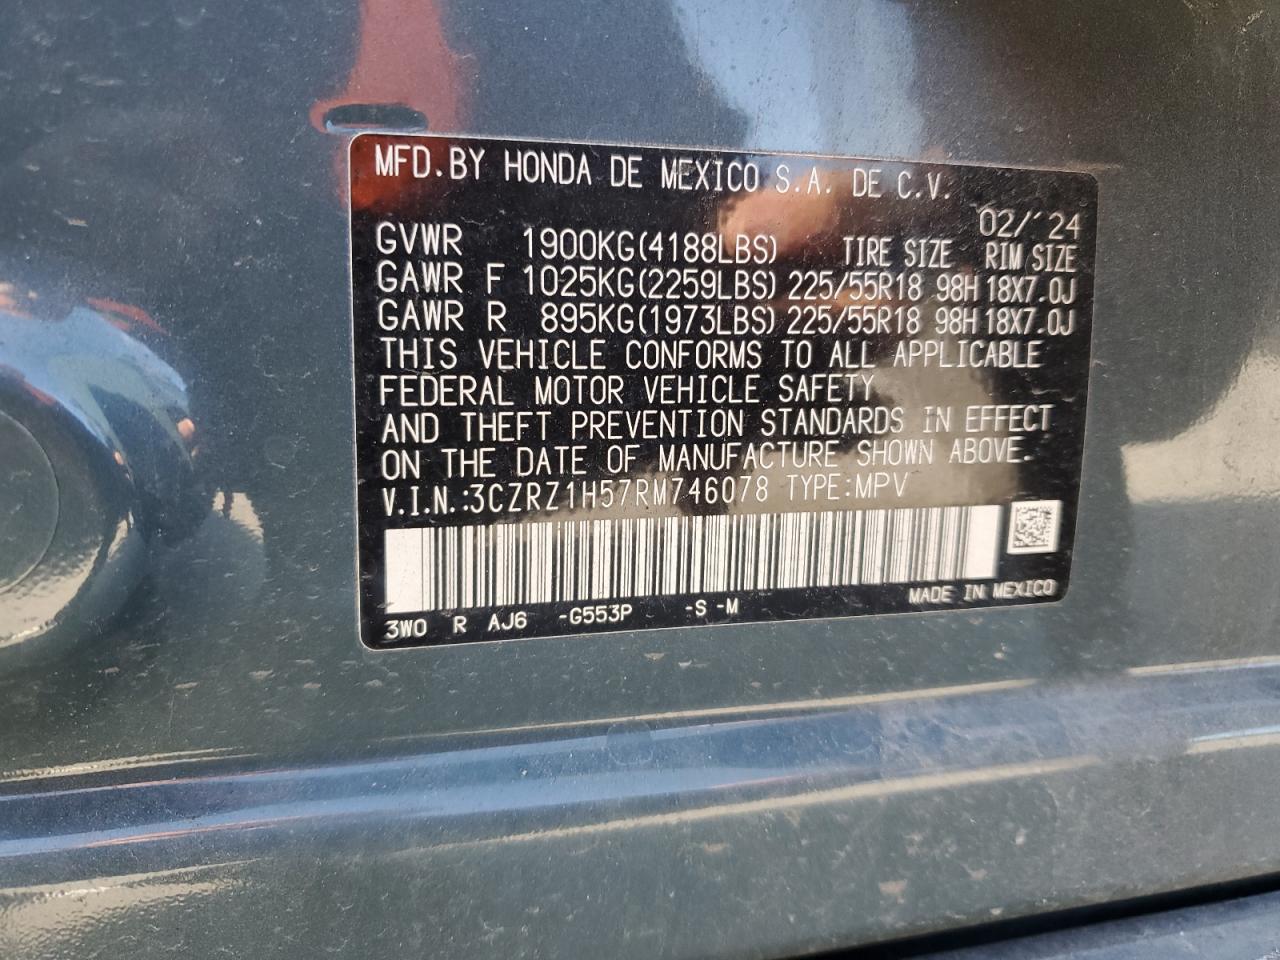 MFD.BY HONDA DE MEXICO S.A. DE C.V.
02/'24
GVWR 1900KG(4188LBS) TIRE SIZE RIM SIZE
GAWR F 1025KG(2259LBS) 225/55R18 98H 18X7.0J
GAWR R 895KG(1973LBS) 225/55R18 98H 18X7.0J
THIS VEHICLE CONFORMS TO ALL APPLICABLE
FEDERAL MOTOR VEHICLE SAFETY
AND THEFT PREVENTION STANDARDS IN EFFECT
ON THE DATE OF MANUFACTURE SHOWN ABOVE.
V.I.N.:3CZRZ1H57RM746078 TYPE:MPV
MADE IN MEXICO
3WO R AJ6 -G553P -S -M